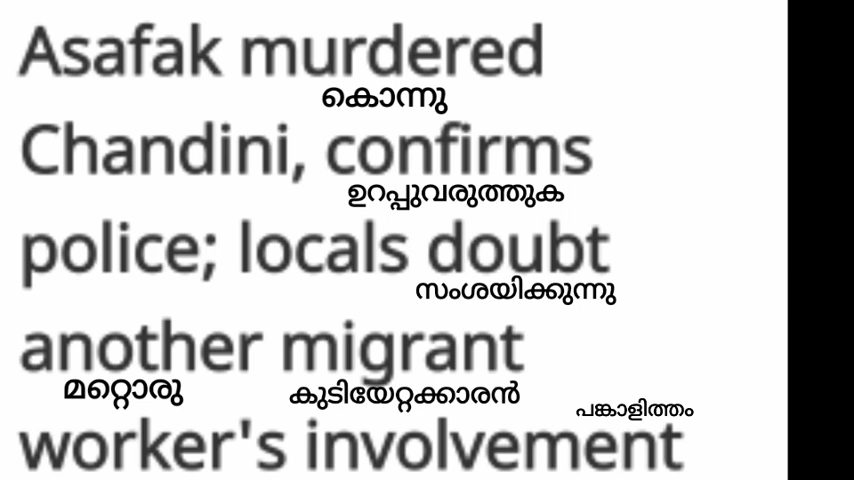 Asafak murdered
കൊന്നു
Chandini, confirms
ഉറപ്പുവരുത്തുക
police; locals doubt
സംശയിക്കുന്നു
another migrant
മറ്റൊരു കുടിയേറ്റക്കാരൻ പങ്കാളിത്തം
worker's involvement